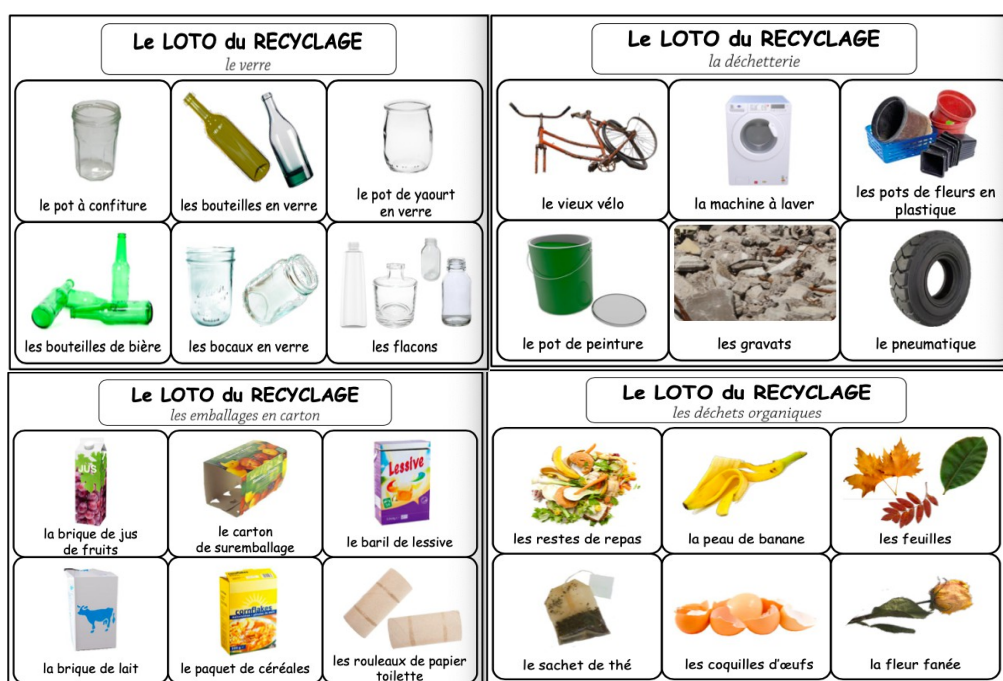 Le LOTO du RECYCLAGE
le verre
le pot à confiture
les bouteilles en verre
le pot de yaourt
en verre
les bouteilles de bière
les bocaux en verre
les flacons
Le LOTO du RECYCLAGE
la déchetterie
le vieux vélo
la machine à laver
les pots de fleurs en
plastique
le pot de peinture
les gravats
le pneumatique
Le LOTO du RECYCLAGE
les emballages en carton
JUS
la brique de jus
de fruits
le carton
de suremballage
Lessive
le baril de lessive
la brique de lait
cornflakes
le paquet de céréales
les rouleaux de papier
toilette
Le LOTO du RECYCLAGE
les déchets organiques
les restes de repas
la peau de banane
les feuilles
le sachet de thé
les coquilles d'œufs
la fleur fanée